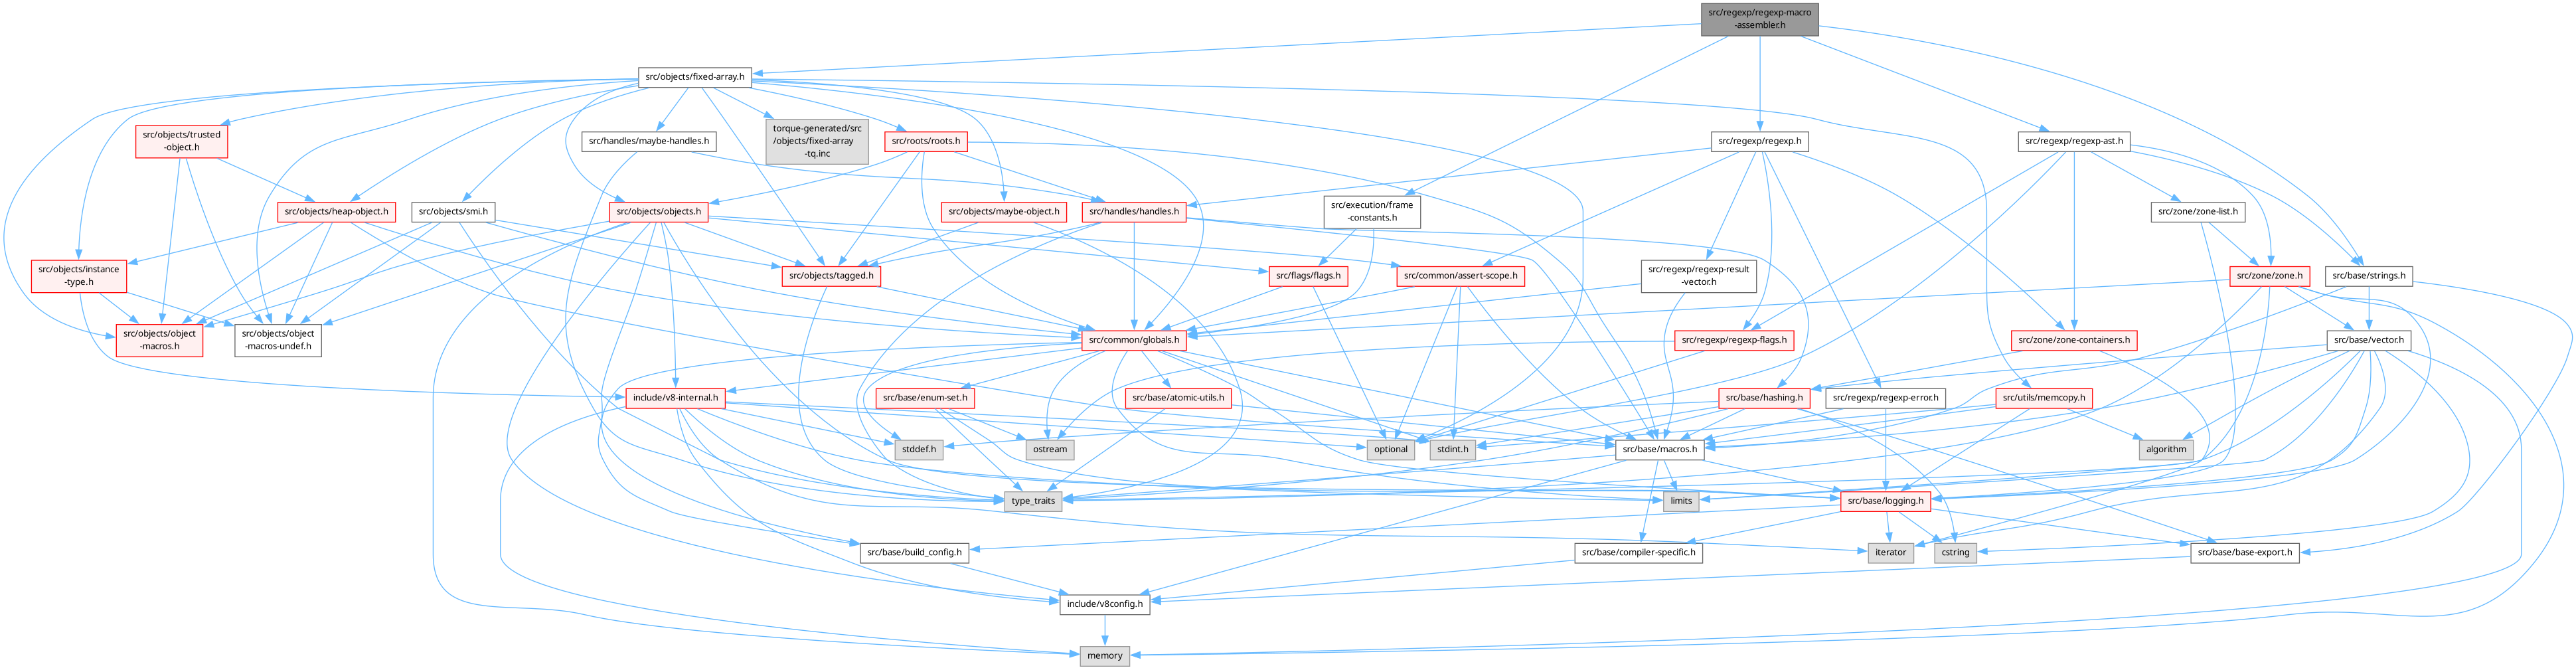 src/regexp/regexp-macro
-assembler.h
src/objects/fixed-array.h
src/objects/trusted
-object.h
src/handles/maybe-handles.h
torque-generated/src
/objects/fixed-array
-tq.inc
src/roots/roots.h
src/regexp/regexp.h
src/regexp/regexp-ast.h
src/objects/heap-object.h
src/objects/smi.h
src/objects/objects.h
src/objects/maybe-object.h
src/handles/handles.h
src/execution/frame
-constants.h
src/zone/zone-list.h
src/objects/instance
-type.h
src/objects/tagged.h
src/flags/flags.h
src/common/assert-scope.h
src/regexp/regexp-result
-vector.h
src/zone/zone.h
src/base/strings.h
src/objects/object
-macros.h
src/objects/object
-macros-undef.h
src/common/globals.h
src/regexp/regexp-flags.h
src/zone/zone-containers.h
src/base/vector.h
include/v8-internal.h
src/base/enum-set.h
src/base/atomic-utils.h
src/base/hashing.h
src/regexp/regexp-error.h
src/utils/memcopy.h
stddef.h
ostream
optional
stdint.h
src/base/macros.h
algorithm
type_traits
limits
src/base/logging.h
src/base/build_config.h
src/base/compiler-specific.h
iterator
cstring
src/base/base-export.h
include/v8config.h
memory